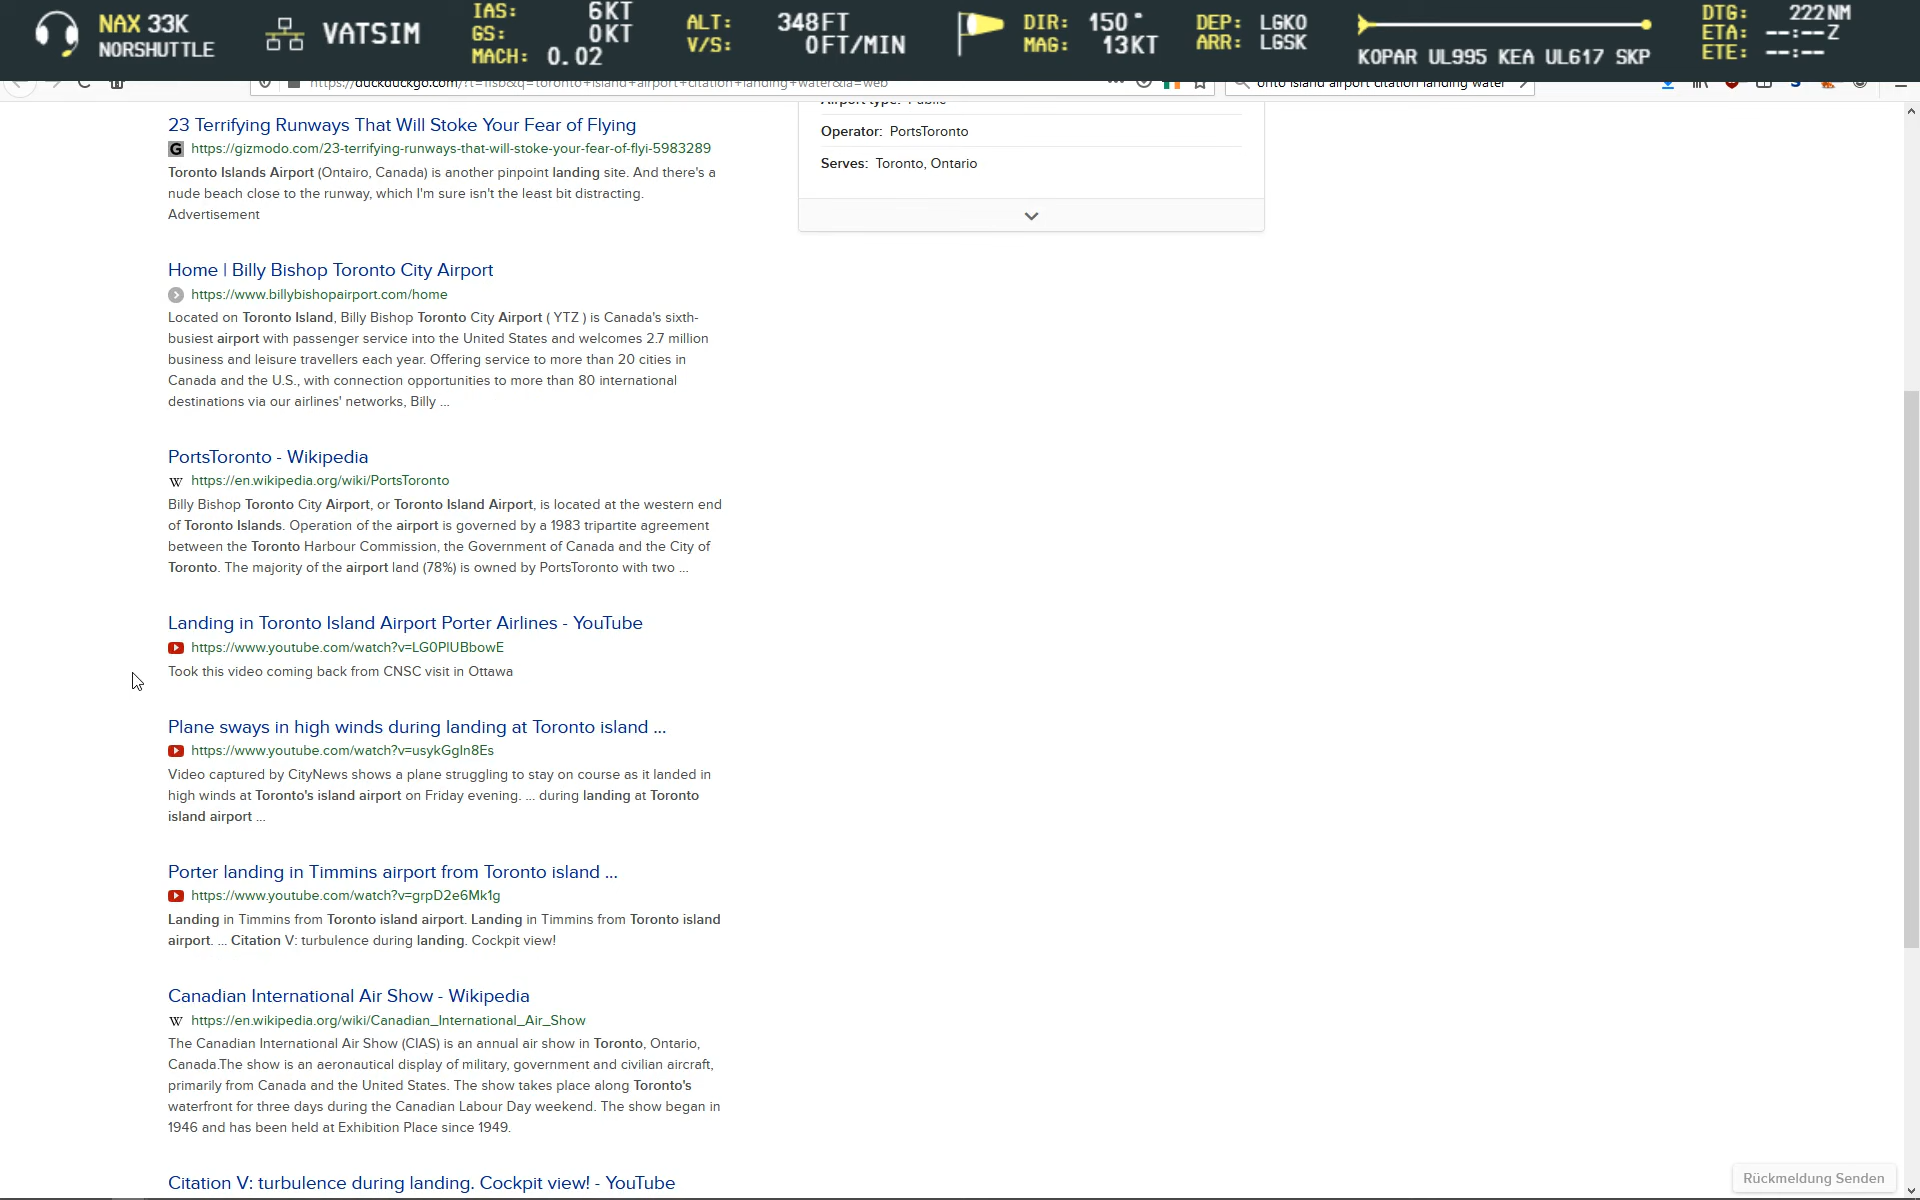 NAX 33K
NORSHUTTLE
VATSIM
IAS: 6KT
GS: 0KT
MACH: 0.02
ALT: 348FT
V/S: 0FT/MIN
DIR: 150°
MAG: 13KT
DEP: LGKO
ARR: LGSK
KOPAR UL995 KEA UL617 SKP
DTG: 222NM
ETA: --:--Z
ETE: --:--
onto island airport citation landing water
Airport type: Public
Operator: PortsToronto
Serves: Toronto, Ontario
23 Terrifying Runways That Will Stoke Your Fear of Flying
G https://gizmodo.com/23-terrifying-runways-that-will-stoke-your-fear-of-flyi-5983289
Toronto Islands Airport (Ontairo, Canada) is another pinpoint landing site. And there's a
nude beach close to the runway, which I'm sure isn't the least bit distracting.
Advertisement
Home | Billy Bishop Toronto City Airport
https://www.billybishopairport.com/home
Located on Toronto Island, Billy Bishop Toronto City Airport ( YTZ ) is Canada's sixth-
busiest airport with passenger service into the United States and welcomes 2.7 million
business and leisure travellers each year. Offering service to more than 20 cities in
Canada and the U.S., with connection opportunities to more than 80 international
destinations via our airlines' networks, Billy ...
PortsToronto - Wikipedia
W https://en.wikipedia.org/wiki/PortsToronto
Billy Bishop Toronto City Airport, or Toronto Island Airport, is located at the western end
of Toronto Islands. Operation of the airport is governed by a 1983 tripartite agreement
between the Toronto Harbour Commission, the Government of Canada and the City of
Toronto. The majority of the airport land (78%) is owned by PortsToronto with two ...
Landing in Toronto Island Airport Porter Airlines - YouTube
https://www.youtube.com/watch?v=LG0PlUBbowE
Took this video coming back from CNSC visit in Ottawa
Plane sways in high winds during landing at Toronto island ...
https://www.youtube.com/watch?v=usykGgln8Es
Video captured by CityNews shows a plane struggling to stay on course as it landed in
high winds at Toronto's island airport on Friday evening. ... during landing at Toronto
island airport ...
Porter landing in Timmins airport from Toronto island ...
https://www.youtube.com/watch?v=grpD2e6Mk1g
Landing in Timmins from Toronto island airport. Landing in Timmins from Toronto island
airport. ... Citation V: turbulence during landing. Cockpit view!
Canadian International Air Show - Wikipedia
W https://en.wikipedia.org/wiki/Canadian_International_Air_Show
The Canadian International Air Show (CIAS) is an annual air show in Toronto, Ontario,
Canada.The show is an aeronautical display of military, government and civilian aircraft,
primarily from Canada and the United States. The show takes place along Toronto's
waterfront for three days during the Canadian Labour Day weekend. The show began in
1946 and has been held at Exhibition Place since 1949.
Citation V: turbulence during landing. Cockpit view! - YouTube
Rückmeldung Senden